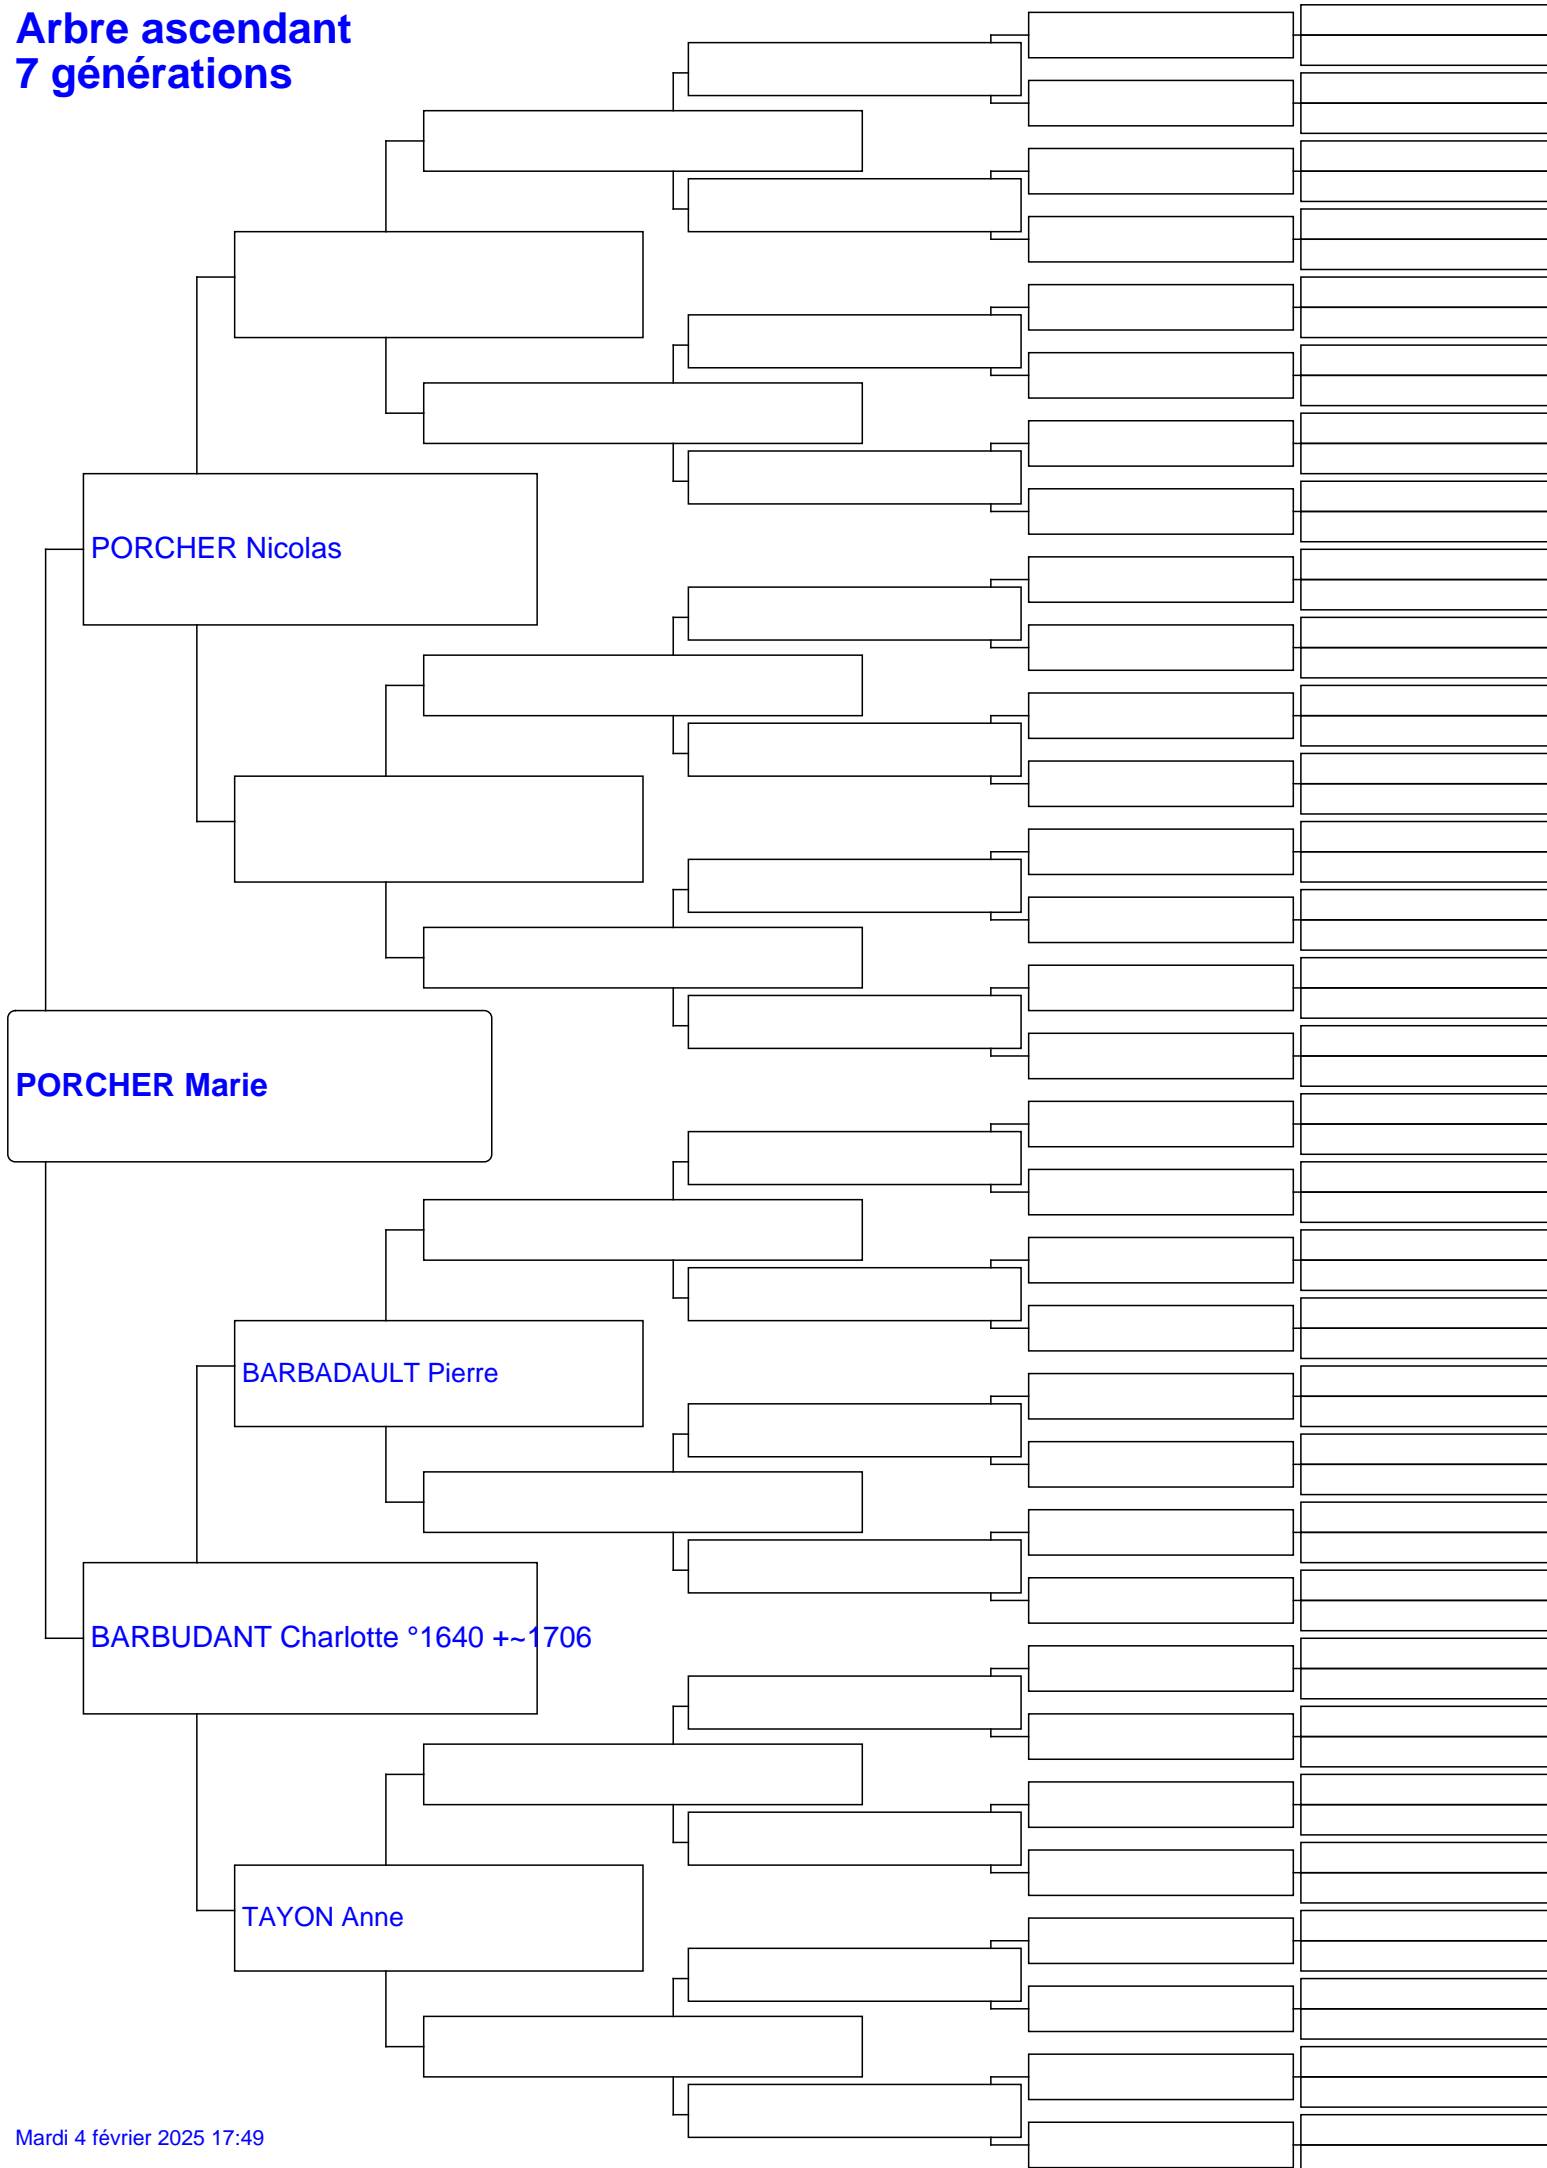 Arbre ascendant
7 générations
PORCHER Nicolas
PORCHER Marie
BARBADAULT Pierre
BARBUDANT Charlotte °1640 +~1706
TAYON Anne
Mardi 4 février 2025 17:49